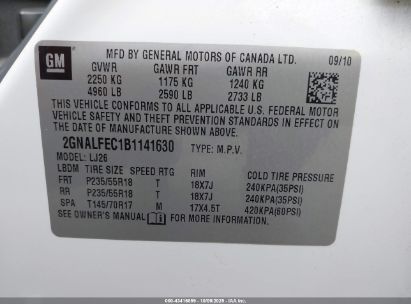 GM
MFD BY GENERAL MOTORS OF CANADA LTD.
09/10
GVWR GAWR FRT GAWR RR
2250 KG 1175 KG 1240 KG
4960 LB 2590 LB 2733 LB
THIS VEHICLE CONFORMS TO ALL APPLICABLE U.S. FEDERAL MOTOR
VEHICLE SAFETY AND THEFT PREVENTION STANDARDS IN EFFECT ON
THE DATE OF MANUFACTURE SHOWN ABOVE.
2GNALFEC1B1141630 TYPE: M.P.V.
MODEL: LJ26
LBDM TIRE SIZE SPEED RTG RIM COLD TIRE PRESSURE
FRT P235/55R18 T 18X7J 240KPA(35PSI)
RR P235/55R18 T 18X7J 240KPA(35PSI)
SPA T145/70R17 M 17X4.5T 420KPA(60PSI)
SEE OWNER'S MANUAL FOR MORE INFORMATION.